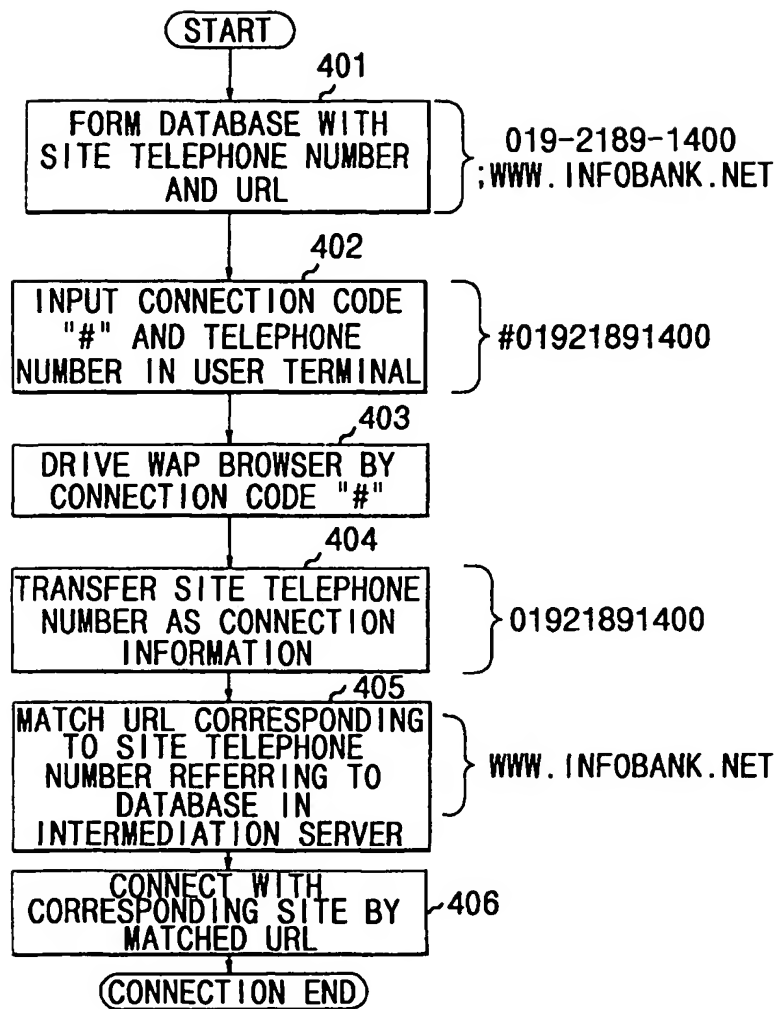 START
401
FORM DATABASE WITH
SITE TELEPHONE NUMBER
AND URL
019-2189-1400
;WWW.INFOBANK.NET
402
INPUT CONNECTION CODE
"#" AND TELEPHONE
NUMBER IN USER TERMINAL
#01921891400
403
DRIVE WAP BROWSER BY
CONNECTION CODE "#"
404
TRANSFER SITE TELEPHONE
NUMBER AS CONNECTION
INFORMATION
01921891400
405
MATCH URL CORRESPONDING
TO SITE TELEPHONE
NUMBER REFERRING TO
DATABASE IN
INTERMEDIATION SERVER
WWW.INFOBANK.NET
CONNECT WITH
CORRESPONDING SITE BY
MATCHED URL
406
CONNECTION END